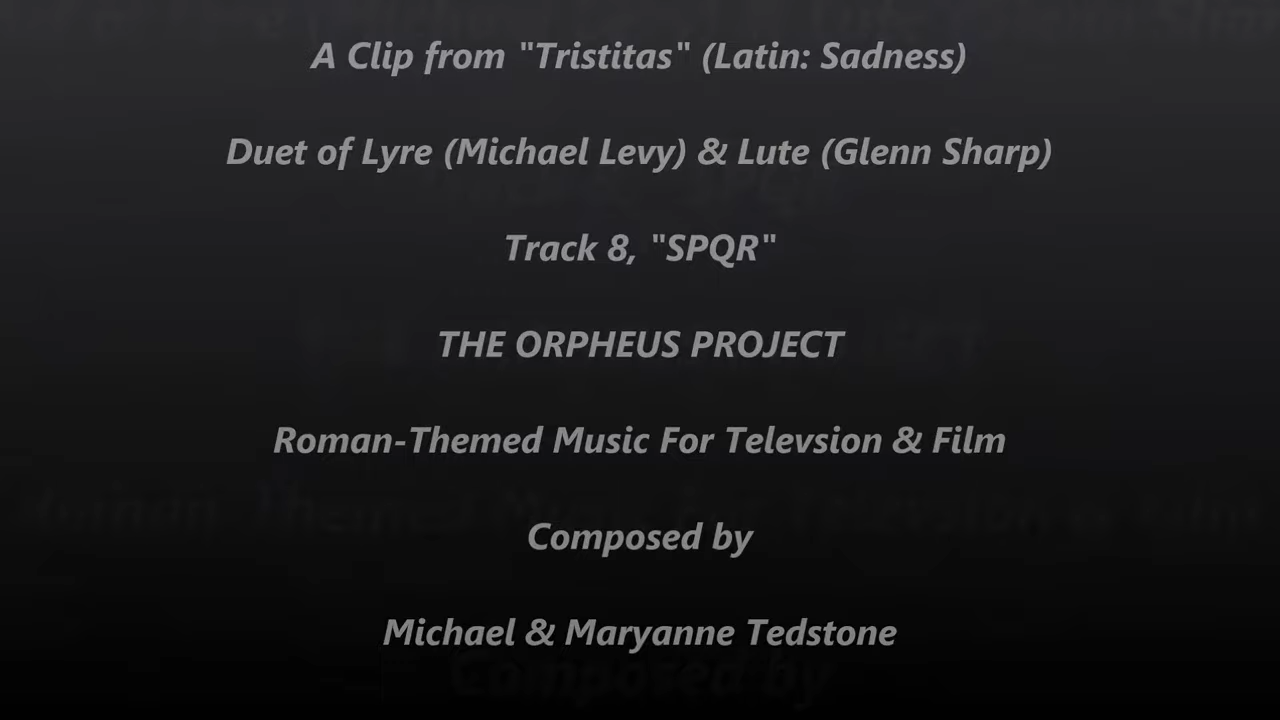 A Clip from "Tristitas" (Latin: Sadness)
Duet of Lyre (Michael Levy) & Lute (Glenn Sharp)
Track 8, "SPQR"
THE ORPHEUS PROJECT
Roman-Themed Music For Televsion & Film
Composed by
Michael & Maryanne Tedstone